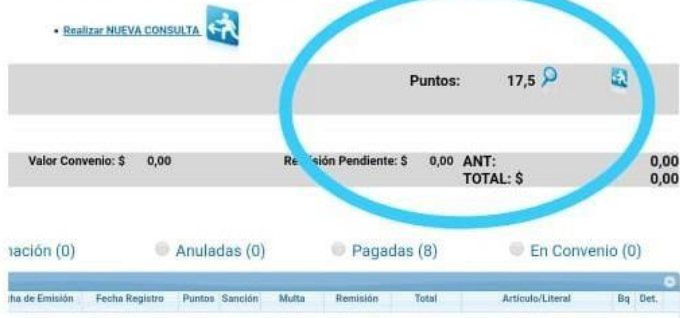 Realizar NUEVA CONSULTA
Puntos: 17,5
Valor Convenio: $ 0,00 Pendiente: $ 0,00 ANT: 0,00
TOTAL: $ 0,00
nación (0) Anuladas (0) Pagadas (8) En Convenio (0)
ha de Emisión Fecha Registro Puntos Sanción Multa Remisión Total Artículo/Literal Bq Det.